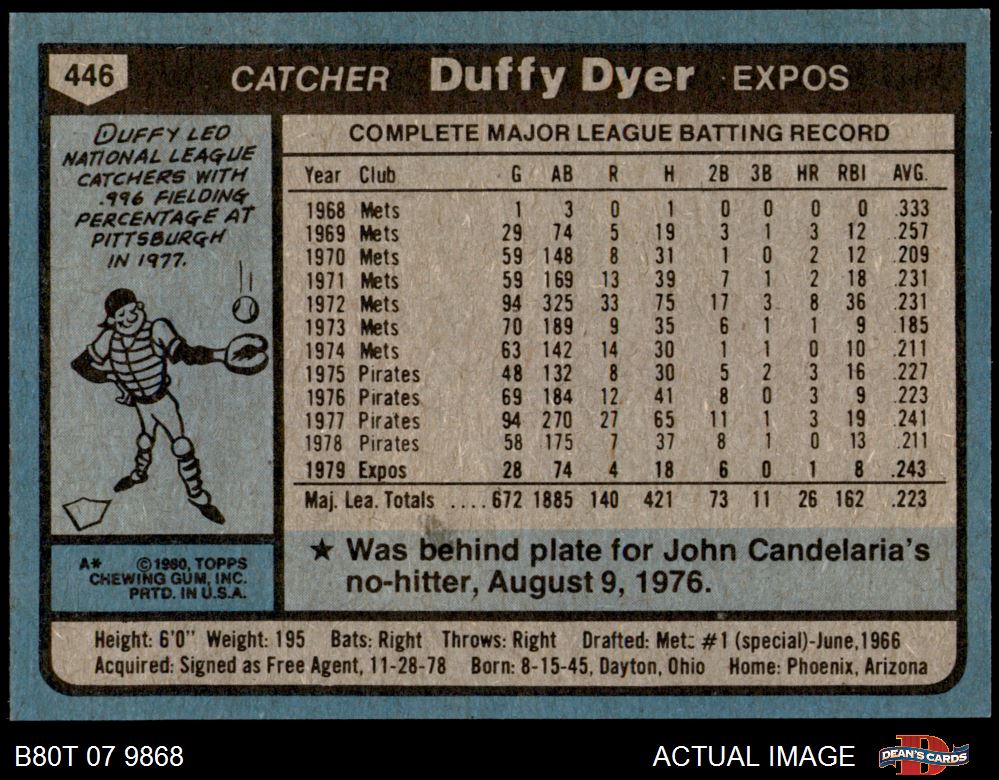 446 CATCHER Duffy Dyer EXPOS
DUFFY LED
NATIONAL LEAGUE
CATCHERS WITH
.996 FIELDING
PERCENTAGE AT
PITTSBURGH
IN 1977.
COMPLETE MAJOR LEAGUE BATTING RECORD
Year Club G AB R H 2B 3B HR RBI AVG.
1968 Mets 1 3 0 1 0 0 0 0 .333
1969 Mets 29 74 5 19 3 1 3 12 .257
1970 Mets 59 148 8 31 1 0 2 12 .209
1971 Mets 59 169 13 39 7 1 2 18 .231
1972 Mets 94 325 33 75 17 3 8 36 .231
1973 Mets 70 189 9 35 6 1 1 9 .185
1974 Mets 63 142 14 30 1 1 0 10 .211
1975 Pirates 48 132 8 30 5 2 3 16 .227
1976 Pirates 69 184 12 41 8 0 3 9 .223
1977 Pirates 94 270 27 65 11 1 3 19 .241
1978 Pirates 58 175 7 37 8 1 0 13 .211
1979 Expos 28 74 4 18 6 0 1 8 .243
Maj. Lea. Totals ....672 1885 140 421 73 11 26 162 .223
★ Was behind plate for John Candelaria's
no-hitter, August 9, 1976.
A* ©1980, TOPPS
CHEWING GUM, INC.
PRTD. IN U.S.A.
Height: 6'0" Weight: 195 Bats: Right Throws: Right Drafted: Mets #1 (special)-June,1966
Acquired: Signed as Free Agent, 11-28-78 Born: 8-15-45, Dayton, Ohio Home: Phoenix, Arizona
B80T 07 9868 ACTUAL IMAGE D DEAN'S CARDS